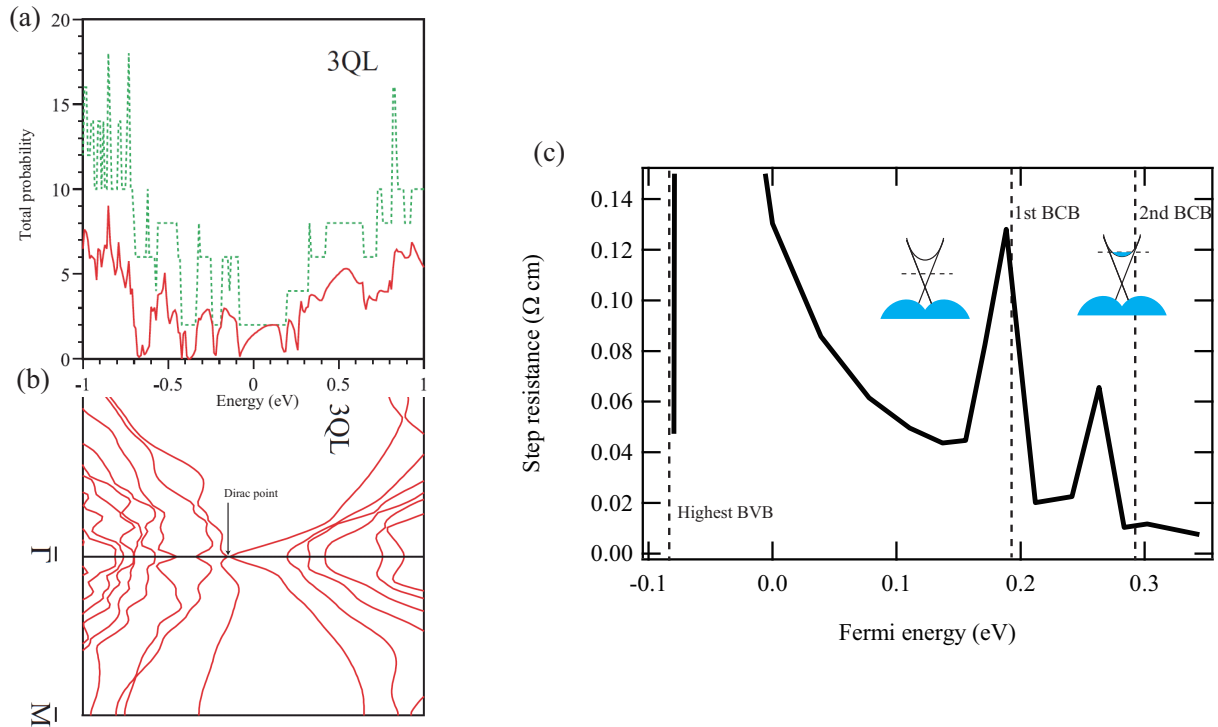 (a)
20
15
10
5
0
Total probability
3QL
-1
-0.5
0
0.5
1
Energy (eV)
(b)
3QL
Dirac point
Γ̅
M̅
(c)
0.14
0.12
0.10
0.08
0.06
0.04
0.02
0.00
Step resistance (Ω cm)
1st BCB
2nd BCB
Highest BVB
-0.1
0.0
0.1
0.2
0.3
Fermi energy (eV)